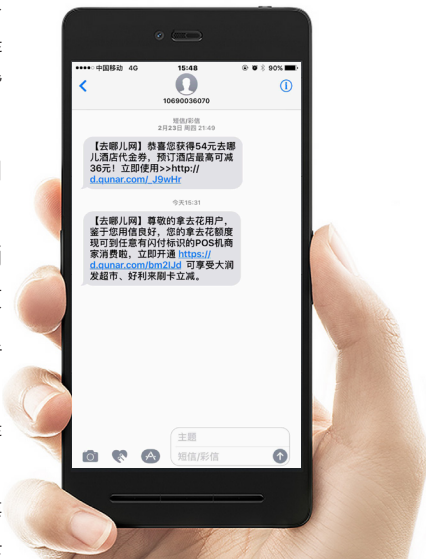 中国移动 4G 15:48 90%
10690036070
短信/彩信
2月23日 周四 21:49
【去哪儿网】恭喜您获得54元去哪
儿酒店代金券，预订酒店最高可减
36元！立即使用>>http://
d.qunar.com/_J9wHr
今天15:31
【去哪儿网】尊敬的拿去花用户，
鉴于您用信良好，您的拿去花额度
现可到任意有闪付标识的POS机商
家消费啦，立即开通 https://
d.qunar.com/bm2IJd 可享受大润
发超市、好利来刷卡立减。
主题
短信/彩信